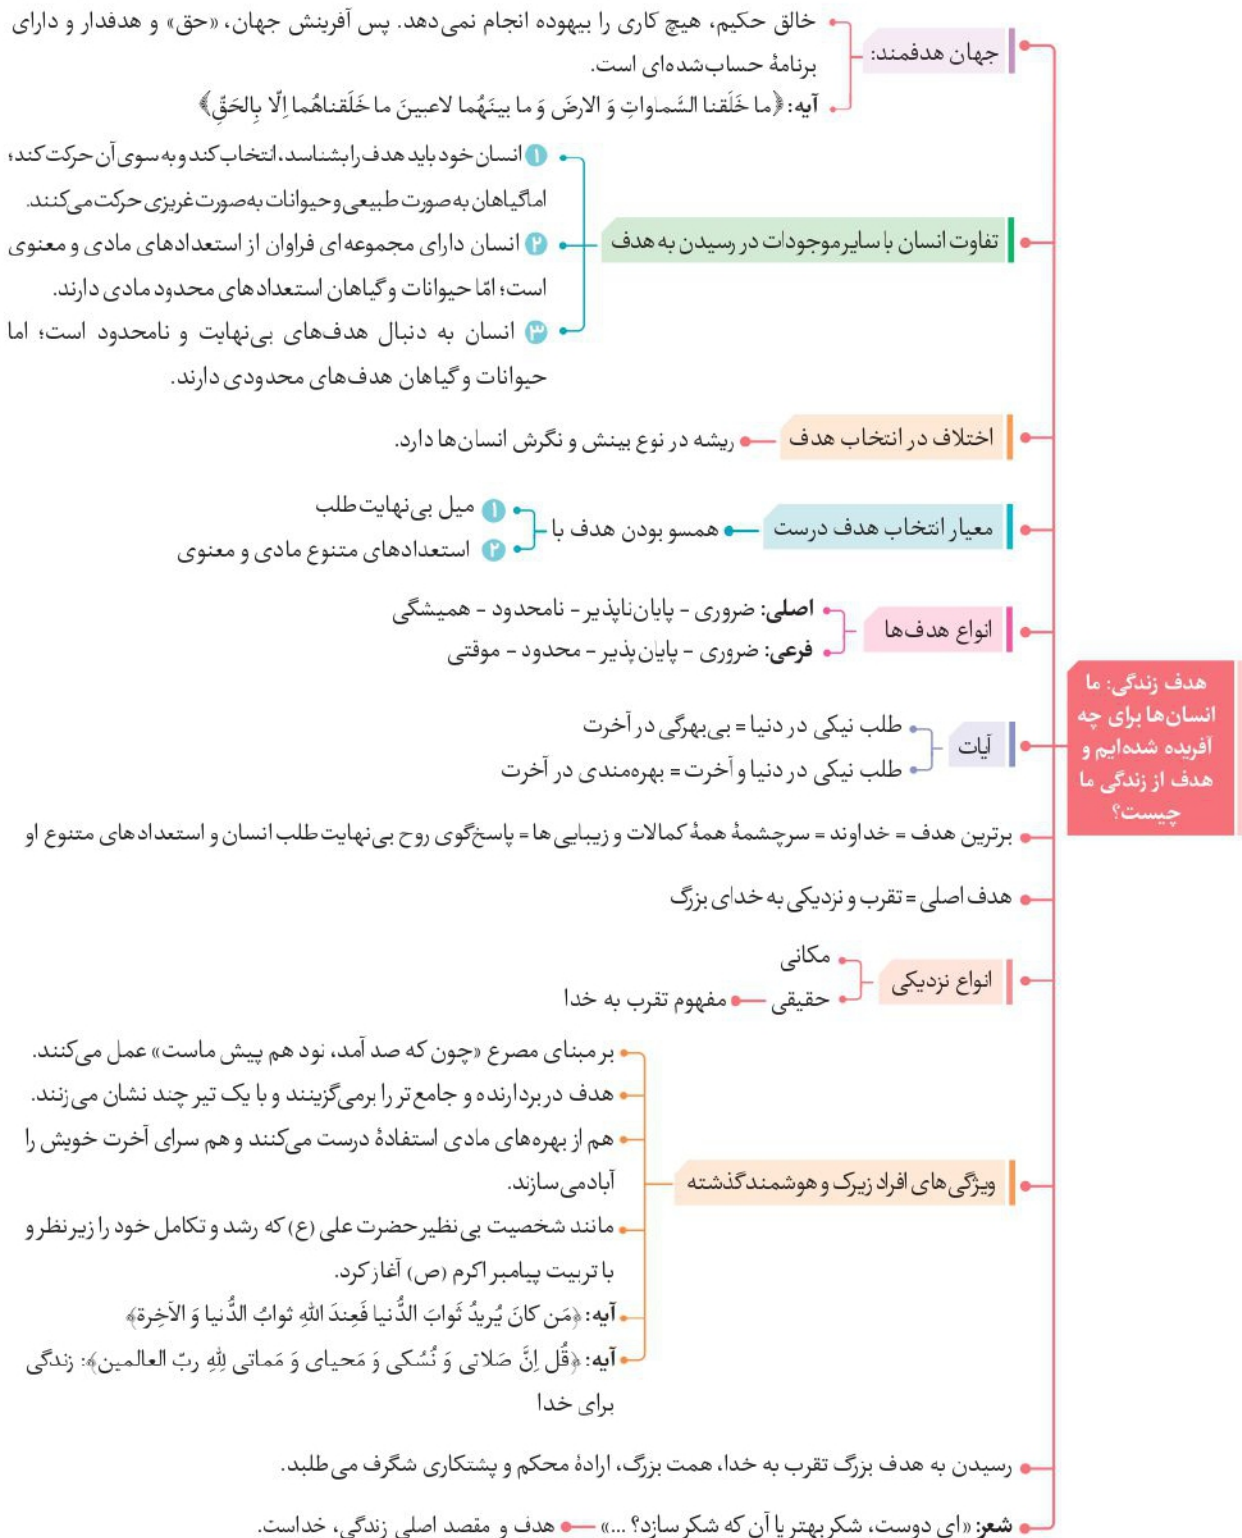 خالق حکیم، هیچ کاری را بیهوده انجام نمی‌دهد. پس آفرینش جهان، «حق» و هدفدار و دارای
جهان هدفمند:
برنامهٔ حساب‌شده‌ای است.
آیه: ﴿ما خَلَقنا السَّماواتِ وَ الارضَ وَ ما بینَهُما لاعبینَ ما خَلَقناهُما اِلّا بِالحَقِّ﴾
۱ انسان خود باید هدف را بشناسد، انتخاب کند و به سوی آن حرکت کند؛
اما گیاهان به صورت طبیعی و حیوانات به‌صورت غریزی حرکت می‌کنند.
تفاوت انسان با سایر موجودات در رسیدن به هدف
۲ انسان دارای مجموعه‌ای فراوان از استعدادهای مادی و معنوی
است؛ امّا حیوانات و گیاهان استعدادهای محدود مادی دارند.
۳ انسان به دنبال هدف‌های بی‌نهایت و نامحدود است؛ اما
حیوانات و گیاهان هدف‌های محدودی دارند.
اختلاف در انتخاب هدف
ریشه در نوع بینش و نگرش انسان‌ها دارد.
معیار انتخاب هدف درست
همسو بودن هدف با
۱ میل بی‌نهایت‌طلب
۲ استعدادهای متنوع مادی و معنوی
انواع هدف‌ها
اصلی: ضروری - پایان‌ناپذیر - نامحدود - همیشگی
فرعی: ضروری - پایان‌پذیر - محدود - موقتی
هدف زندگی: ما
انسان‌ها برای چه
آفریده شده‌ایم و
هدف از زندگی ما
چیست؟
آیات
طلب نیکی در دنیا = بی‌بهرگی در آخرت
طلب نیکی در دنیا و آخرت = بهره‌مندی در آخرت
برترین هدف = خداوند = سرچشمهٔ همهٔ کمالات و زیبایی‌ها = پاسخ‌گوی روح بی‌نهایت‌طلب انسان و استعدادهای متنوع او
هدف اصلی = تقرب و نزدیکی به خدای بزرگ
انواع نزدیکی
مکانی
حقیقی
مفهوم تقرب به خدا
بر مبنای مصرع «چون که صد آمد، نود هم پیش ماست» عمل می‌کنند.
هدف دربردارنده و جامع‌تر را برمی‌گزینند و با یک تیر چند نشان می‌زنند.
هم از بهره‌های مادی استفادهٔ درست می‌کنند و هم سرای آخرت خویش را
ویژگی‌های افراد زیرک و هوشمند گذشته
آباد می‌سازند.
مانند شخصیت بی‌نظیر حضرت علی (ع) که رشد و تکامل خود را زیر نظر و
با تربیت پیامبر اکرم (ص) آغاز کرد.
آیه: ﴿مَن کانَ یُریدُ ثَوابَ الدُّنیا فَعِندَ اللهِ ثوابُ الدُّنیا وَ الآخِرة﴾
آیه: ﴿قُل اِنَّ صَلاتی وَ نُسُکی وَ مَحیای وَ مَماتی لِلّهِ ربّ العالمین﴾: زندگی
برای خدا
رسیدن به هدف بزرگ تقرب به خدا، همت بزرگ، ارادهٔ محکم و پشتکاری شگرف می‌طلبد.
شعر: «ای دوست، شکر بهتر یا آن که شکر سازد؟ ...»
هدف و مقصد اصلی زندگی، خداست.